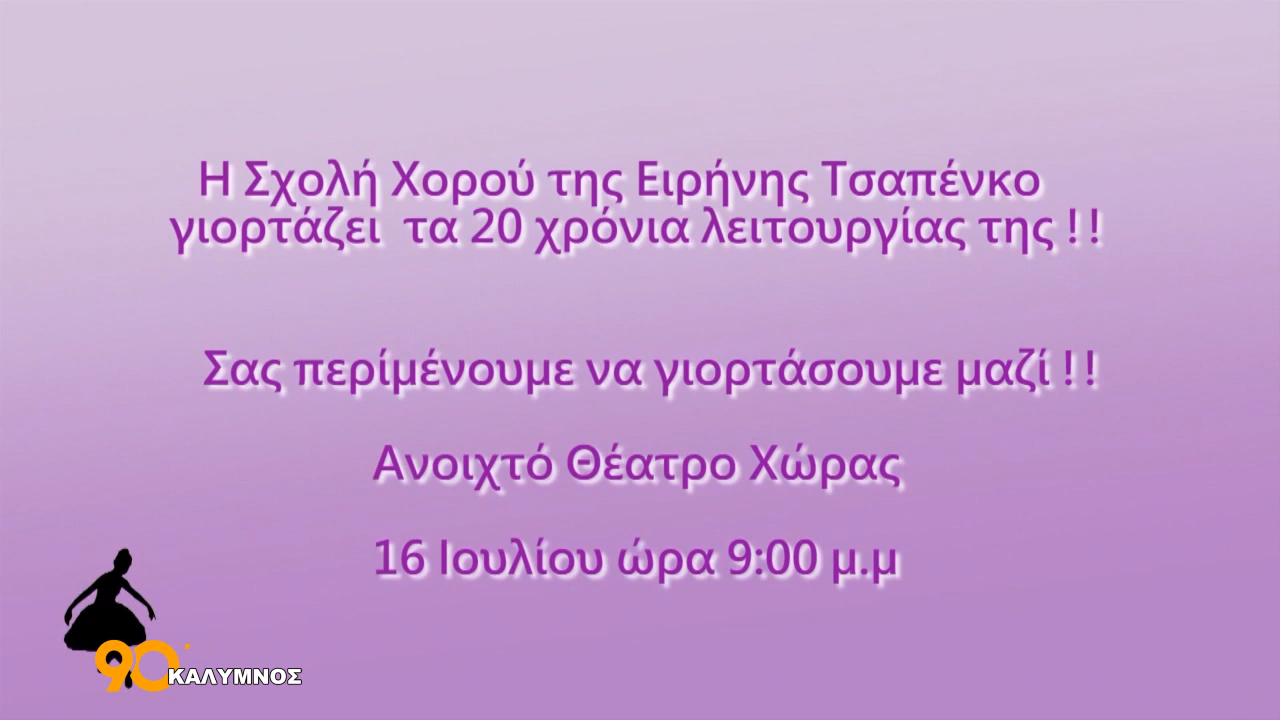 Η Σχολή Χορού της Ειρήνης Τσαπένκο
γιορτάζει τα 20 χρόνια λειτουργίας της !!
Σας περίμένουμε να γιορτάσουμε μαζί !!
Ανοιχτό Θέατρο Χώρας
16 Ιουλίου ώρα 9:00 μ.μ
90'
ΚΑΛΥΜΝΟΣ